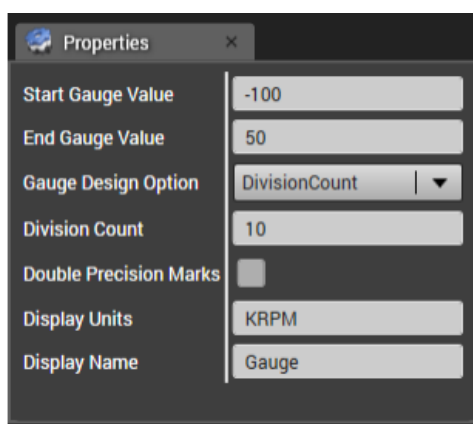 Properties ×
Start Gauge Value -100
End Gauge Value 50
Gauge Design Option DivisionCount
Division Count 10
Double Precision Marks
Display Units KRPM
Display Name Gauge